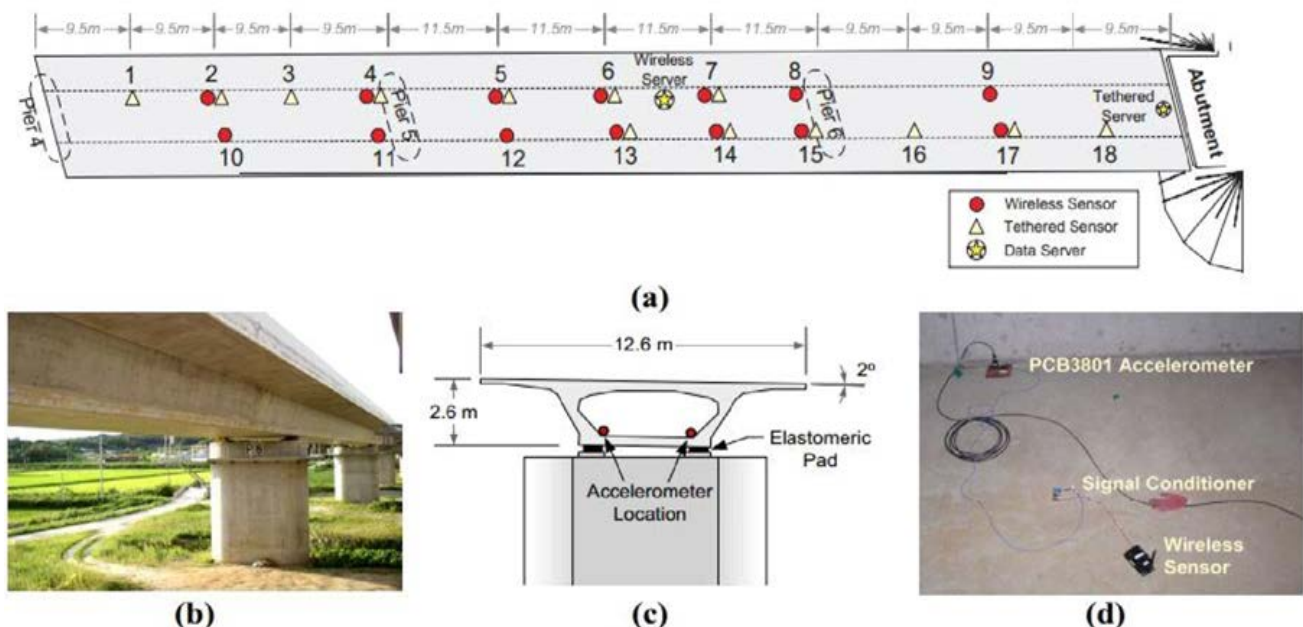 9.5m 9.5m 9.5m 9.5m 11.5m 11.5m 11.5m 11.5m 9.5m 9.5m 9.5m 9.5m
1 2 3 4 5 6 Wireless Server 7 8 9
Pier 4
Pier 5
Pier 6
Tethered Server
Abutment
10 11 12 13 14 15 16 17 18
Wireless Sensor
Tethered Sensor
Data Server
(a)
P6
(b)
12.6 m
2º
2.6 m
Elastomeric
Pad
Accelerometer
Location
(c)
PCB3801 Accelerometer
Signal Conditioner
Wireless
Sensor
(d)